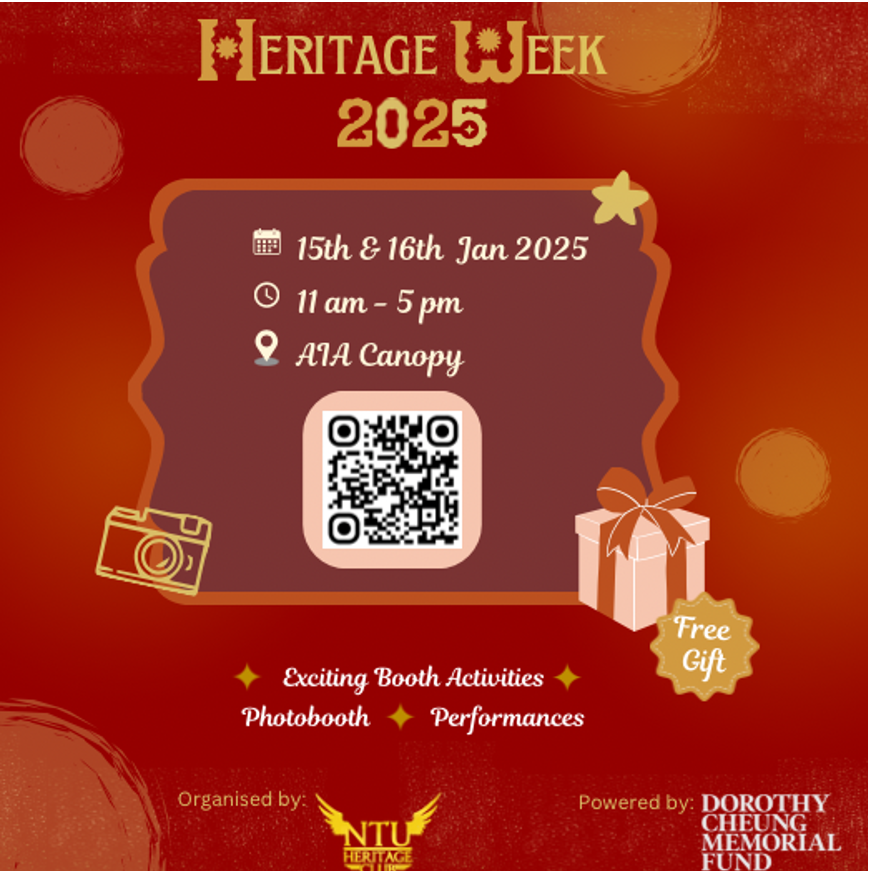 HERITAGE WEEK
2025
15th & 16th Jan 2025
11 am - 5 pm
AIA Canopy
Free
Gift
Exciting Booth Activities
Photobooth Performances
Organised by:
NTU
HERITAGE
CLUB
Powered by:
DOROTHY
CHEUNG
MEMORIAL
FUND